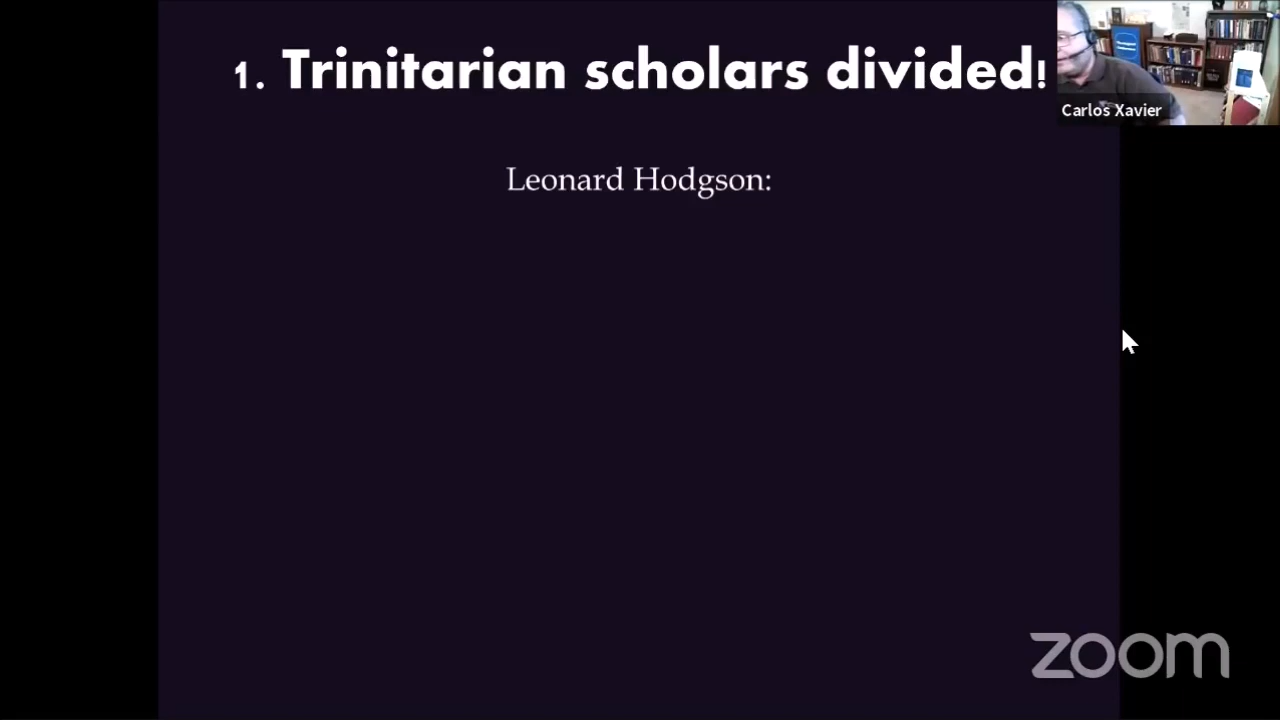 1. Trinitarian scholars divided!
Carlos Xavier
Leonard Hodgson:
zoom